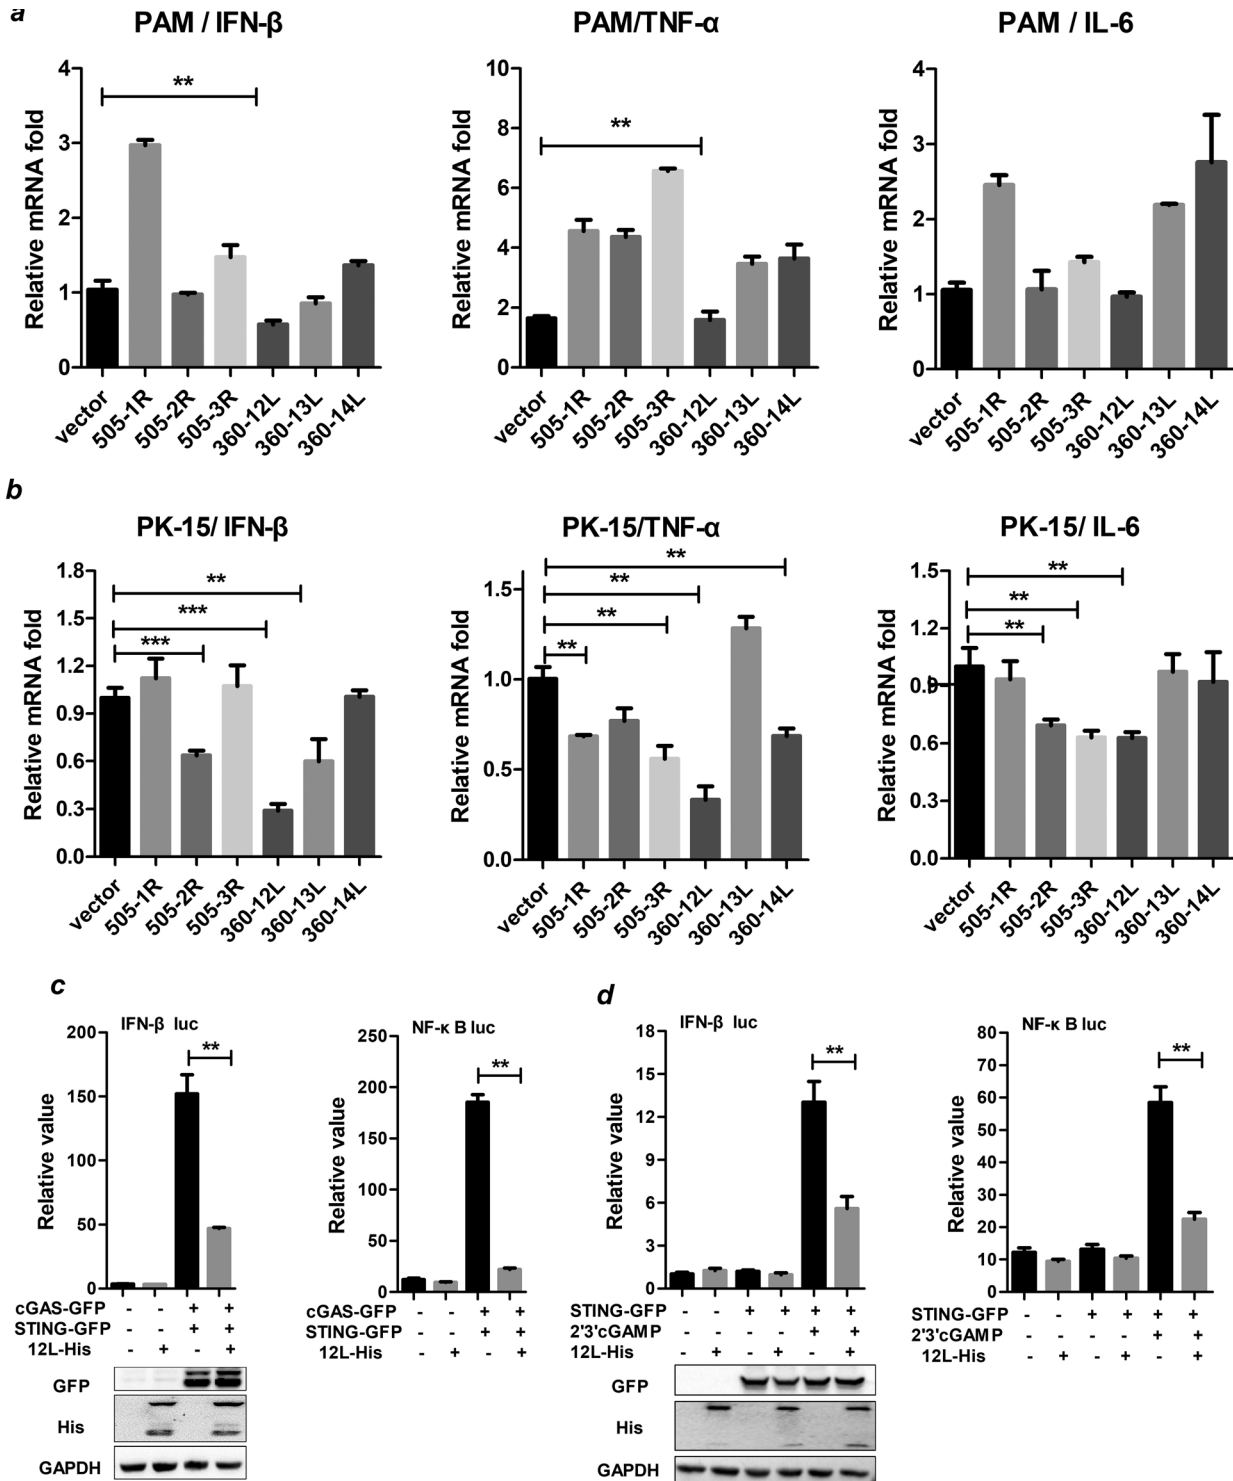 a
PAM / IFN-β
PAM/TNF-α
PAM / IL-6
Relative mRNA fold
4
3
2
1
0
**
vector
505-1R
505-2R
505-3R
360-12L
360-13L
360-14L
Relative mRNA fold
10
8
6
4
2
0
**
vector
505-1R
505-2R
505-3R
360-12L
360-13L
360-14L
Relative mRNA fold
4
3
2
1
0
vector
505-1R
505-2R
505-3R
360-12L
360-13L
360-14L
b
PK-15/ IFN-β
PK-15/TNF-α
PK-15/ IL-6
Relative mRNA fold
1.8
1.5
1.2
0.9
0.6
0.3
0.0
**
***
***
vector
505-1R
505-2R
505-3R
360-12L
360-13L
360-14L
Relative mRNA fold
1.5
1.0
0.5
0.0
**
**
**
**
vector
505-1R
505-2R
505-3R
360-12L
360-13L
360-14L
Relative mRNA fold
1.5
1.2
0.9
0.6
0.3
0.0
**
**
**
vector
505-1R
505-2R
505-3R
360-12L
360-13L
360-14L
c
IFN-β luc
Relative value
200
150
100
50
0
**
cGAS-GFP - - + +
STING-GFP - - + +
12L-His - + - +
GFP
His
GAPDH
NF-κ B luc
Relative value
250
200
150
100
50
0
**
cGAS-GFP - - + +
STING-GFP - - + +
12L-His - + - +
d
IFN-β luc
Relative value
18
15
12
9
6
3
0
**
STING-GFP - - + + + +
2'3'cGAMP - - - - + +
12L-His - + - + - +
GFP
His
GAPDH
NF-κ B luc
Relative value
80
70
60
50
40
30
20
10
0
**
STING-GFP - - + + + +
2'3'cGAMP - - - - + +
12L-His - + - + - +